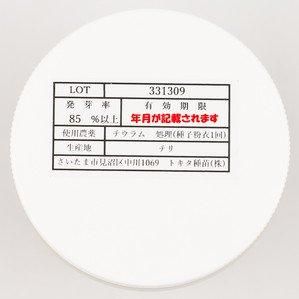 LOT 331309
発芽率 有効期限
85 %以上 年月が記載されます
使用農薬 チウラム 処理(種子粉衣1回)
生産地 チリ
さいたま市見沼区中川1069 トキタ種苗(株)